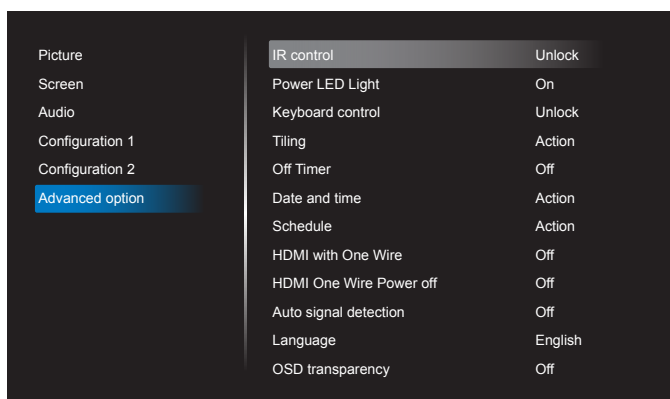 Picture
Screen
Audio
Configuration 1
Configuration 2
Advanced option
IR control Unlock
Power LED Light On
Keyboard control Unlock
Tiling Action
Off Timer Off
Date and time Action
Schedule Action
HDMI with One Wire Off
HDMI One Wire Power off Off
Auto signal detection Off
Language English
OSD transparency Off